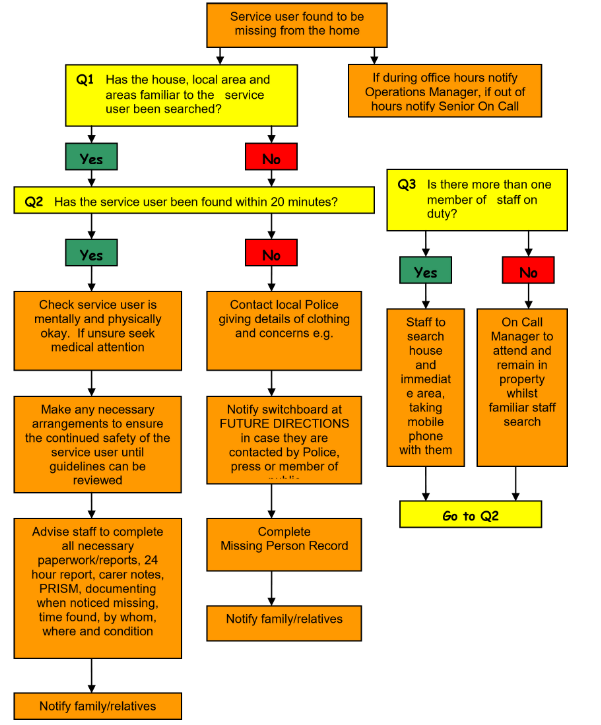 Service user found to be
missing from the home
Q1 Has the house, local area and
areas familiar to the service
user been searched?
If during office hours notify
Operations Manager, if out of
hours notify Senior On Call
Yes
No
Q2 Has the service user been found within 20 minutes?
Yes
No
Check service user is
mentally and physically
okay. If unsure seek
medical attention
Contact local Police
giving details of clothing
and concerns e.g.
Make any necessary
arrangements to ensure
the continued safety of the
service user until
guidelines can be
reviewed
Notify switchboard at
FUTURE DIRECTIONS
in case they are
contacted by Police,
press or member of
Advise staff to complete
all necessary
paperwork/reports, 24
hour report, carer notes,
PRISM, documenting
when noticed missing,
time found, by whom,
where and condition
Complete
Missing Person Record
Notify family/relatives
Notify family/relatives
Q3 Is there more than one
member of staff on
duty?
Yes
No
Staff to
search
house
and
immediat
e area,
taking
mobile
phone
with them
On Call
Manager to
attend and
remain in
property
whilst
familiar staff
search
Go to Q2